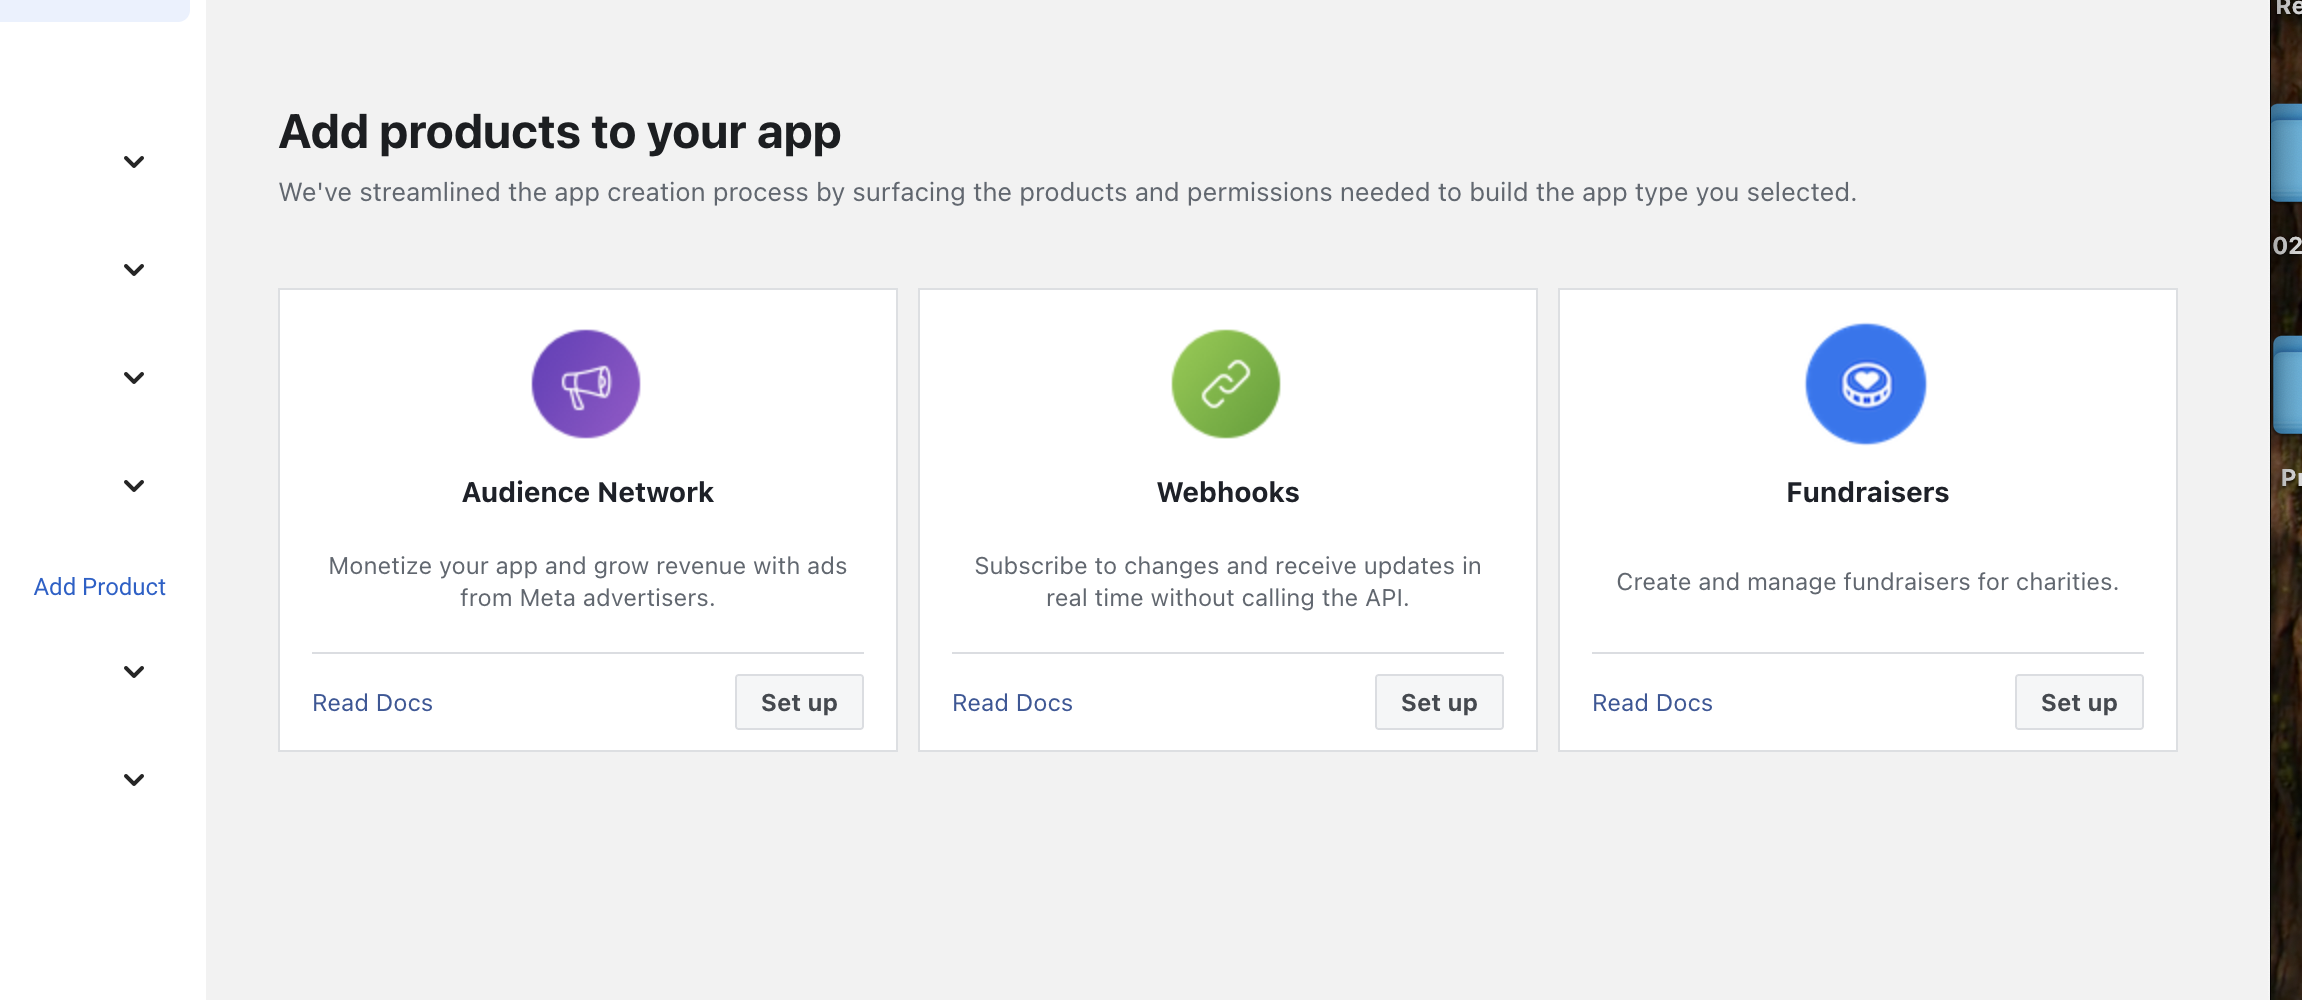 Add products to your app
We've streamlined the app creation process by surfacing the products and permissions needed to build the app type you selected.
Audience Network
Monetize your app and grow revenue with ads
from Meta advertisers.
Read Docs
Set up
Webhooks
Subscribe to changes and receive updates in
real time without calling the API.
Read Docs
Set up
Fundraisers
Create and manage fundraisers for charities.
Read Docs
Set up
Add Product
02